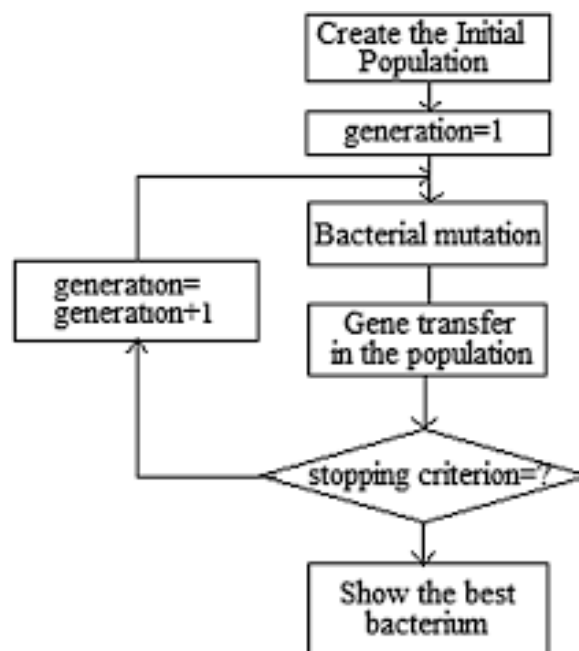 Create the Initial
Population
generation=1
Bacterial mutation
generation=
generation+1
Gene transfer
in the population
stopping criterion=?
Show the best
bacterium